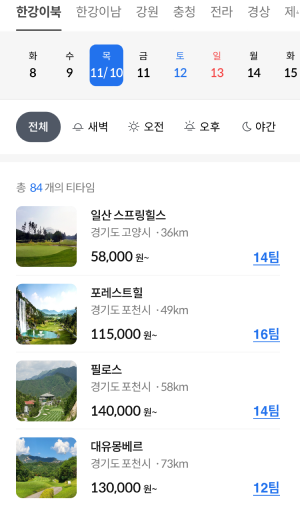 한강이북 한강이남 강원 충청 전라 경상 제
화 수 목 금 토 일 월 화
8 9 11/10 11 12 13 14 15
전체 새벽 오전 오후 야간
총 84 개의 티타임
일산 스프링힐스
경기도 고양시 · 36km
58,000 원~ 14팀
포레스트힐
경기도 포천시 · 49km
115,000 원~ 16팀
필로스
경기도 포천시 · 58km
140,000 원~ 14팀
대유몽베르
경기도 포천시 · 73km
130,000 원~ 12팀